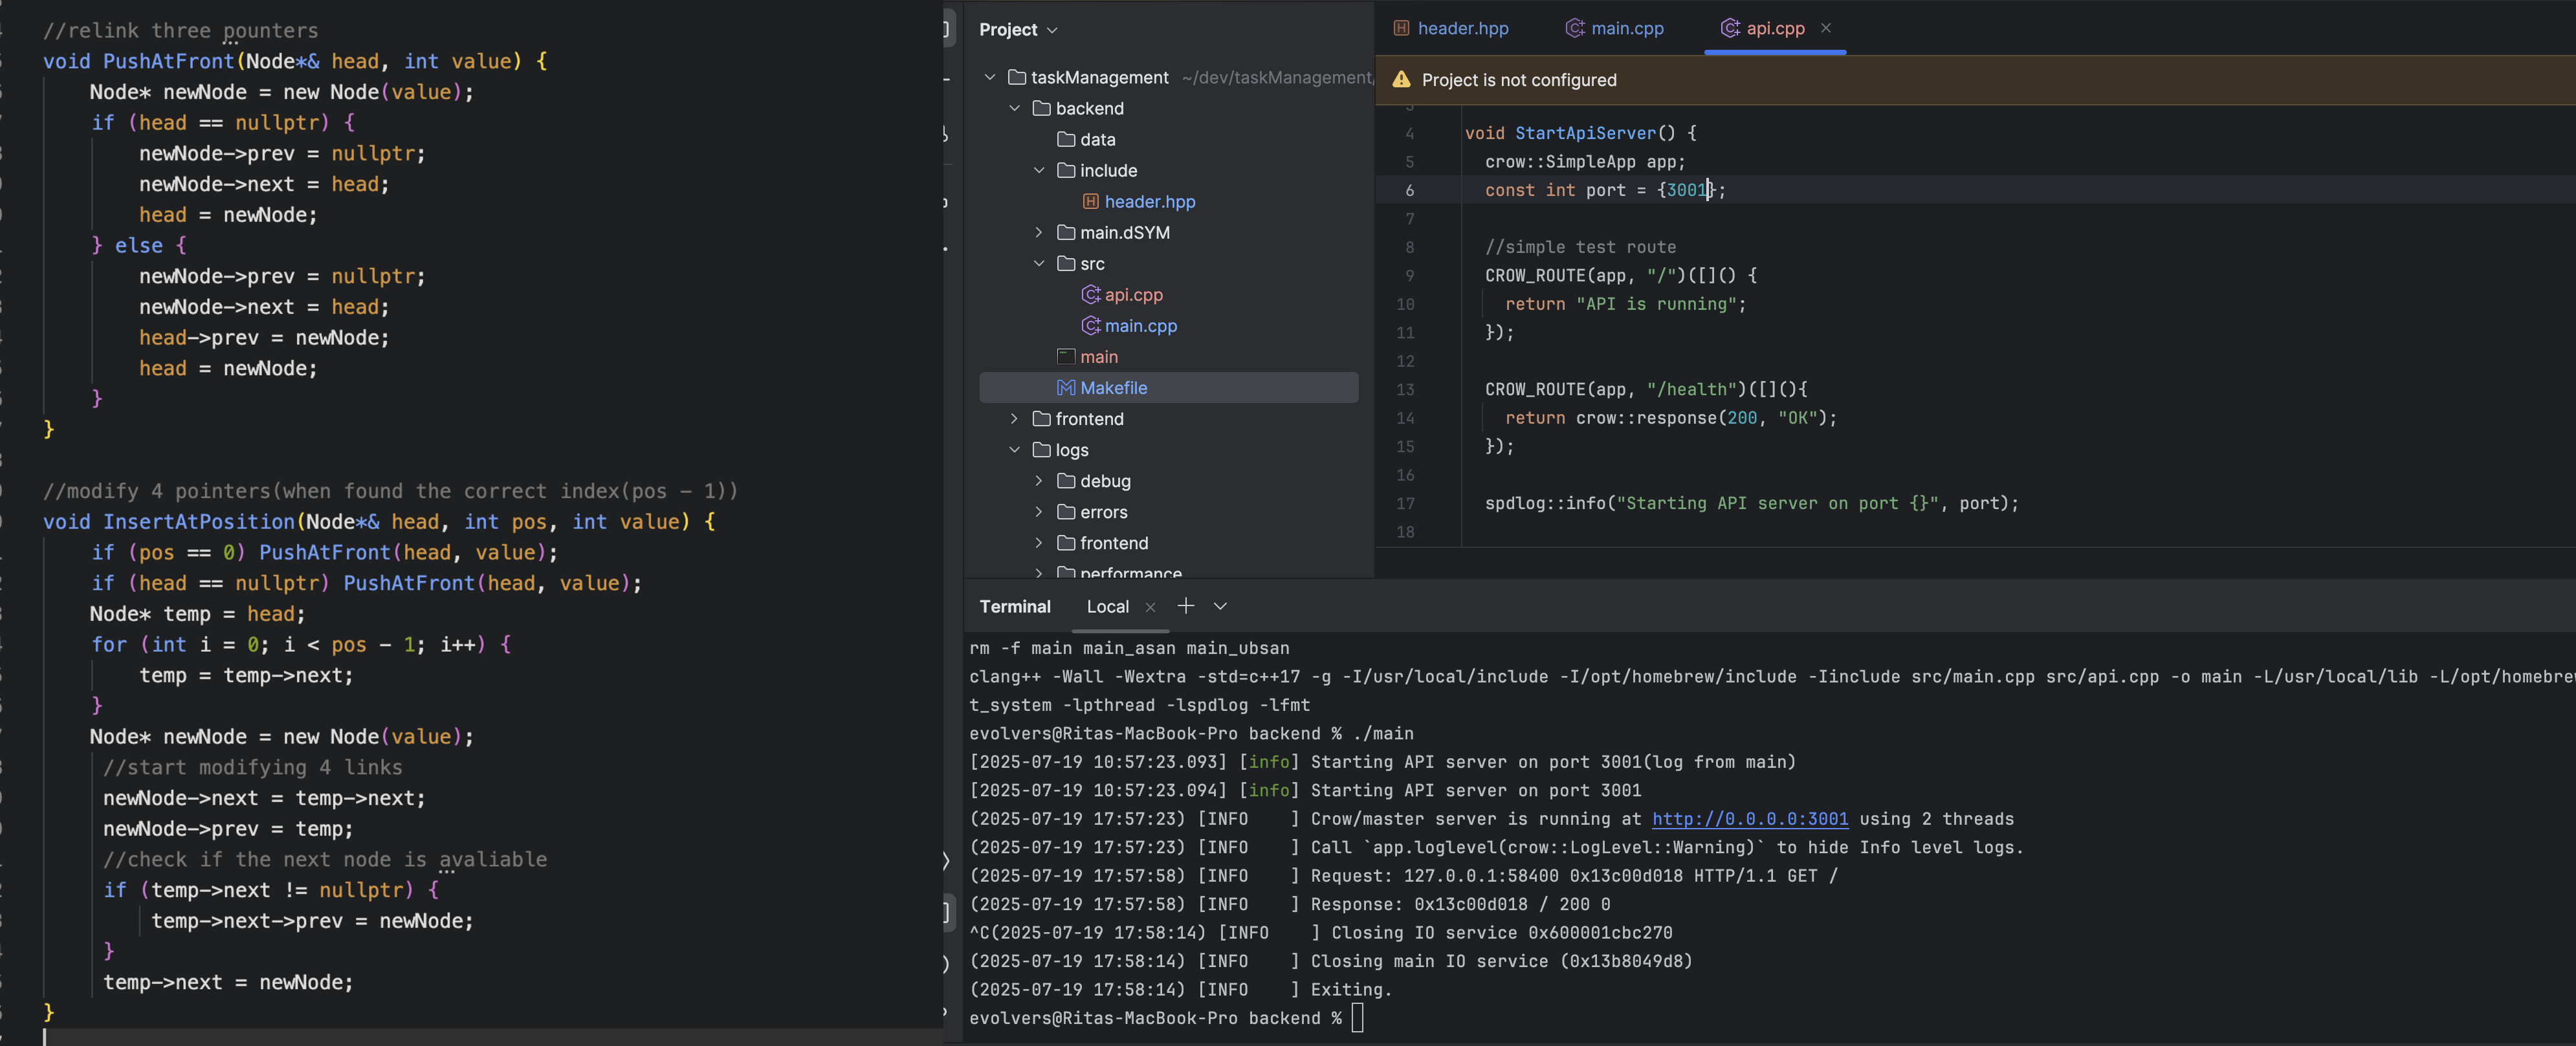 //relink three pounters
void PushAtFront(Node*& head, int value) {
    Node* newNode = new Node(value);
    if (head == nullptr) {
        newNode->prev = nullptr;
        newNode->next = head;
        head = newNode;
    } else {
        newNode->prev = nullptr;
        newNode->next = head;
        head->prev = newNode;
        head = newNode;
    }
}
//modify 4 pointers(when found the correct index(pos - 1))
void InsertAtPosition(Node*& head, int pos, int value) {
    if (pos == 0) PushAtFront(head, value);
    if (head == nullptr) PushAtFront(head, value);
    Node* temp = head;
    for (int i = 0; i < pos - 1; i++) {
        temp = temp->next;
    }
    Node* newNode = new Node(value);
     //start modifying 4 links
     newNode->next = temp->next;
     newNode->prev = temp;
     //check if the next node is avaliable
     if (temp->next != nullptr) {
         temp->next->prev = newNode;
     }
     temp->next = newNode;
}
Project
taskManagement ~/dev/taskManagement/
backend
data
include
header.hpp
main.dSYM
src
api.cpp
main.cpp
main
Makefile
frontend
logs
debug
errors
frontend
performance
header.hpp main.cpp api.cpp
Project is not configured
3
4 void StartApiServer() {
5   crow::SimpleApp app;
6   const int port = {3001};
7
8   //simple test route
9   CROW_ROUTE(app, "/")([]() {
10     return "API is running";
11   });
12
13   CROW_ROUTE(app, "/health")([](){
14     return crow::response(200, "OK");
15   });
16
17   spdlog::info("Starting API server on port {}", port);
18
Terminal Local
rm -f main main_asan main_ubsan
clang++ -Wall -Wextra -std=c++17 -g -I/usr/local/include -I/opt/homebrew/include -Iinclude src/main.cpp src/api.cpp -o main -L/usr/local/lib -L/opt/homebrew
t_system -lpthread -lspdlog -lfmt
evolvers@Ritas-MacBook-Pro backend % ./main
[2025-07-19 10:57:23.093] [info] Starting API server on port 3001(log from main)
[2025-07-19 10:57:23.094] [info] Starting API server on port 3001
(2025-07-19 17:57:23) [INFO    ] Crow/master server is running at http://0.0.0.0:3001 using 2 threads
(2025-07-19 17:57:23) [INFO    ] Call `app.loglevel(crow::LogLevel::Warning)` to hide Info level logs.
(2025-07-19 17:57:58) [INFO    ] Request: 127.0.0.1:58400 0x13c00d018 HTTP/1.1 GET /
(2025-07-19 17:57:58) [INFO    ] Response: 0x13c00d018 / 200 0
^C(2025-07-19 17:58:14) [INFO    ] Closing IO service 0x600001cbc270
(2025-07-19 17:58:14) [INFO    ] Closing main IO service (0x13b8049d8)
(2025-07-19 17:58:14) [INFO    ] Exiting.
evolvers@Ritas-MacBook-Pro backend %